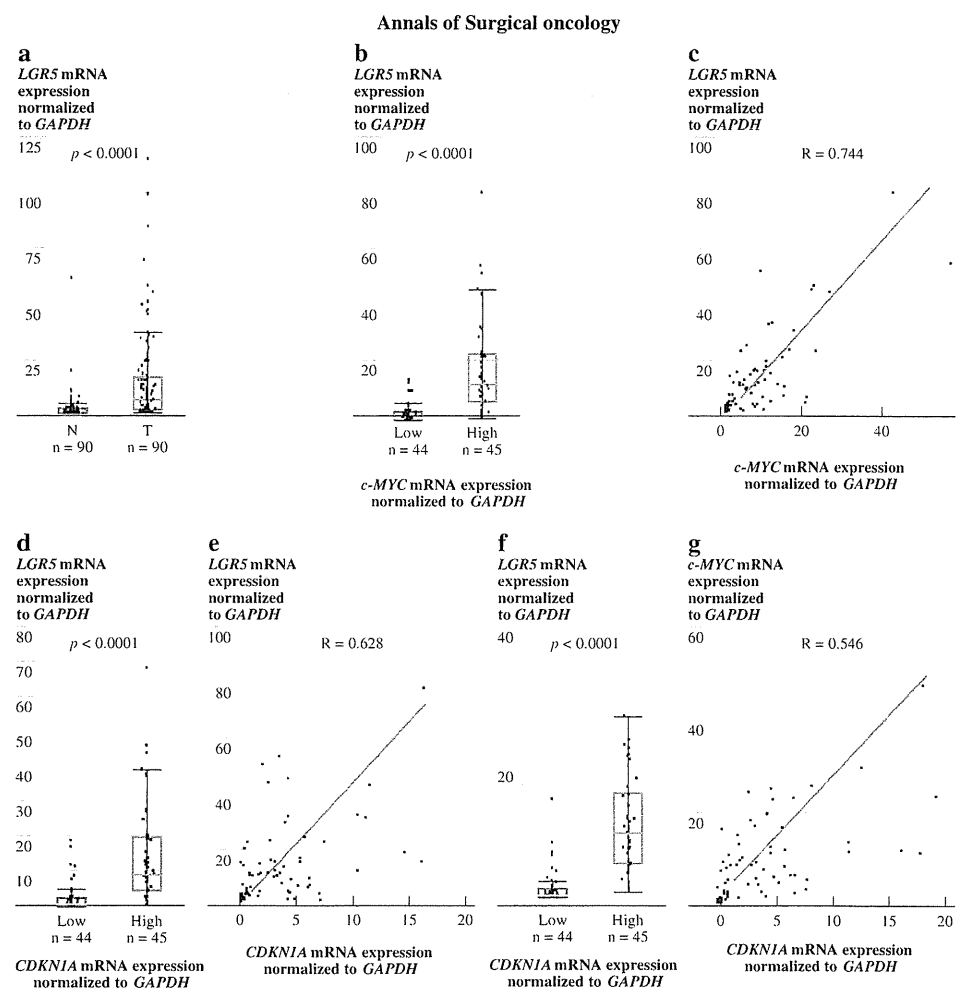 Annals of Surgical oncology
a
LGR5 mRNA
expression
normalized
to GAPDH
125
p < 0.0001
100
75
50
25
N
T
n = 90
n = 90
b
LGR5 mRNA
expression
normalized
to GAPDH
100
p < 0.0001
80
60
40
20
Low
High
n = 44
n = 45
c-MYC mRNA expression
normalized to GAPDH
c
LGR5 mRNA
expression
normalized
to GAPDH
100
R = 0.744
80
60
40
20
0
20
40
c-MYC mRNA expression
normalized to GAPDH
d
LGR5 mRNA
expression
normalized
to GAPDH
80
p < 0.0001
70
60
50
40
30
20
10
Low
High
n = 44
n = 45
CDKN1A mRNA expression
normalized to GAPDH
e
LGR5 mRNA
expression
normalized
to GAPDH
100
R = 0.628
80
60
40
20
0
5
10
15
20
CDKN1A mRNA expression
normalized to GAPDH
f
LGR5 mRNA
expression
normalized
to GAPDH
40
p < 0.0001
20
Low
High
n = 44
n = 45
CDKN1A mRNA expression
normalized to GAPDH
g
c-MYC mRNA
expression
normalized
to GAPDH
60
R = 0.546
40
20
0
5
10
15
20
CDKN1A mRNA expression
normalized to GAPDH